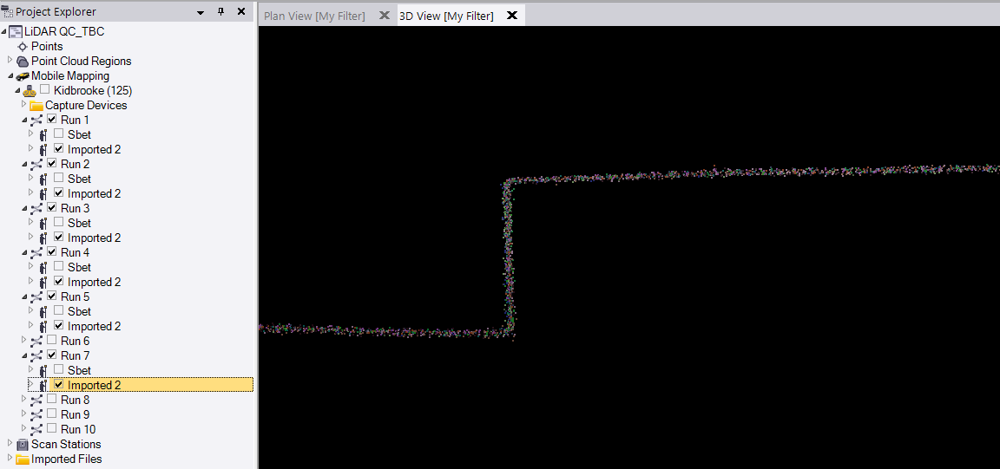 Project Explorer
Plan View [My Filter]
3D View [My Filter]
LiDAR QC_TBC
Points
Point Cloud Regions
Mobile Mapping
Kidbrooke (125)
Capture Devices
Run 1
Sbet
Imported 2
Run 2
Sbet
Imported 2
Run 3
Sbet
Imported 2
Run 4
Sbet
Imported 2
Run 5
Sbet
Imported 2
Run 6
Run 7
Sbet
Imported 2
Run 8
Run 9
Run 10
Scan Stations
Imported Files